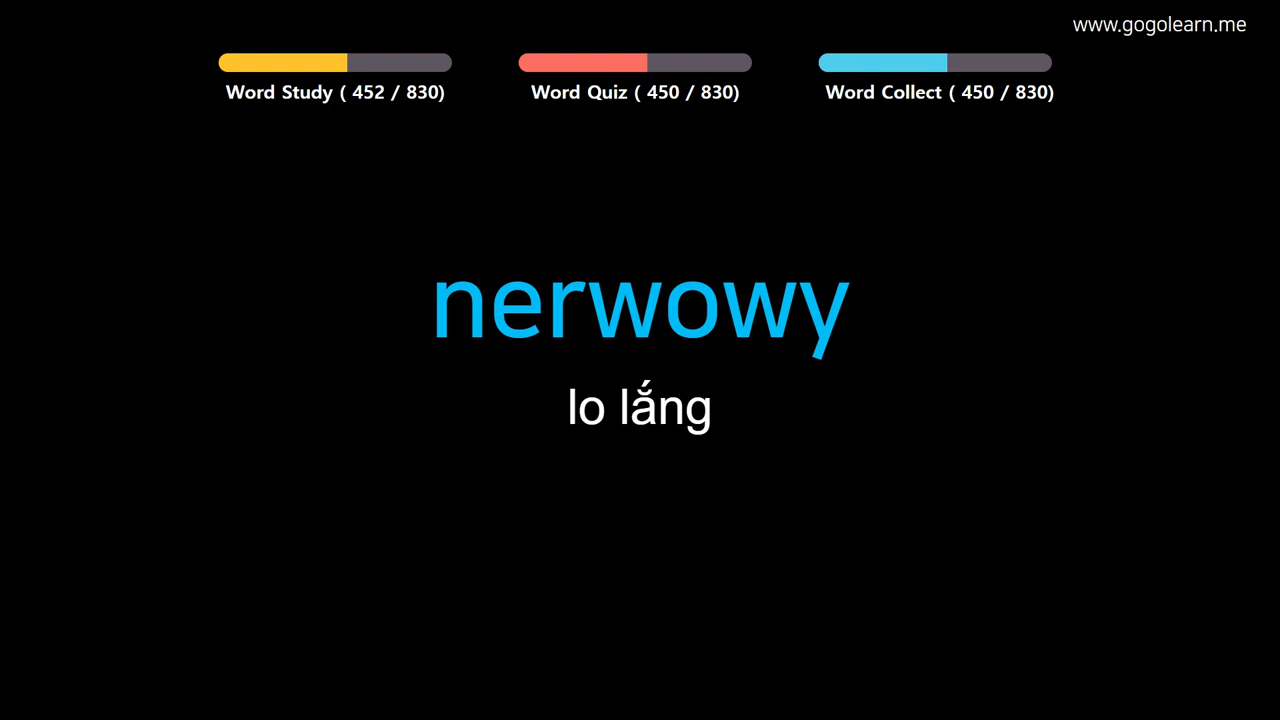 www.gogolearn.me
Word Study ( 452 / 830)
Word Quiz ( 450 / 830)
Word Collect ( 450 / 830)
nerwowy
lo lắng